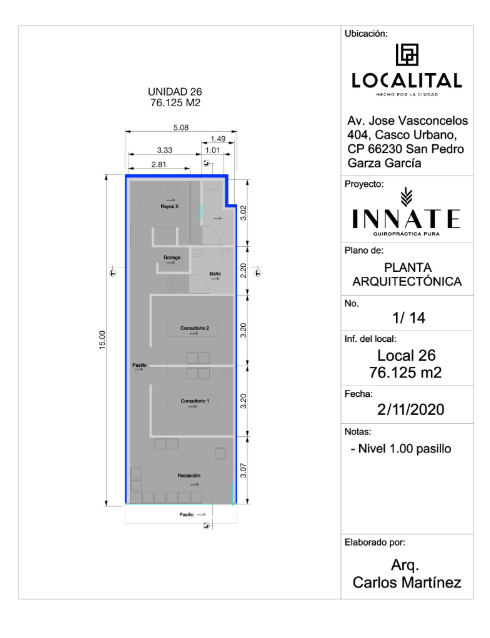 UNIDAD 26
76.125 M2
5.08
1.49
3.33
1.01
2.81
Rayos X
3.02
Bodega
Baño
2.20
Consultorio 2
3.20
15.00
Pasillo
Consultorio 1
3.20
Recepción
3.07
Pasillo
Ubicación:
LOCALITAL
HECHO POR LA CIUDAD
Av. Jose Vasconcelos
404, Casco Urbano,
CP 66230 San Pedro
Garza García
Proyecto:
INNATE
QUIROPRÁCTICA PURA
Plano de:
PLANTA
ARQUITECTÓNICA
No.
1/ 14
Inf. del local:
Local 26
76.125 m2
Fecha:
2/11/2020
Notas:
- Nivel 1.00 pasillo
Elaborado por:
Arq.
Carlos Martínez